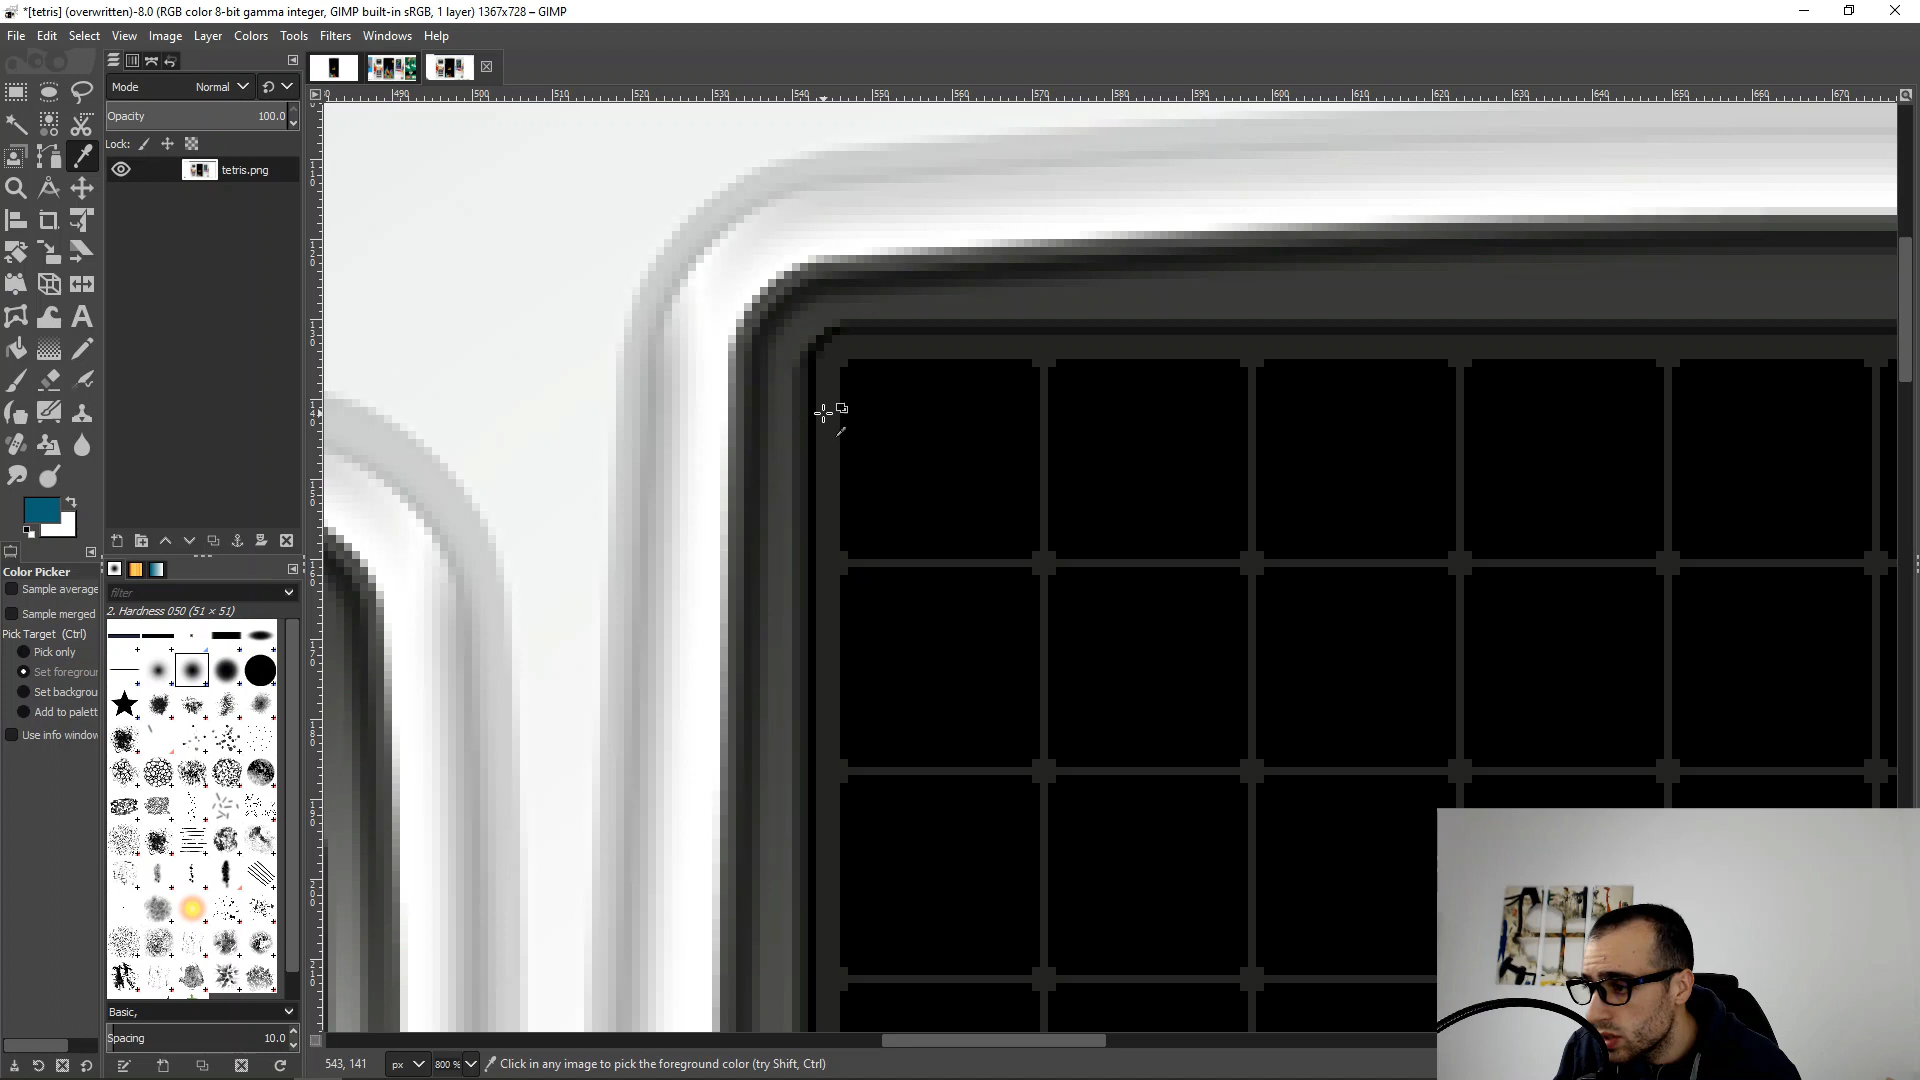 *[tetris] (overwritten)-8.0 (RGB color 8-bit gamma integer, GIMP built-in sRGB, 1 layer) 1367x728 – GIMP
File Edit Select View Image Layer Colors Tools Filters Windows Help
Mode Normal
Opacity 100.0
Lock:
tetris.png
490 500 510 520 530 540 550 560 570 580 590 600 610 620 630 640 650 660 670
Color Picker
Sample average
Sample merged
Pick Target (Ctrl)
Pick only
Set foregrour
Set backgrou
Add to palett
Use info window
filter
2. Hardness 050 (51 × 51)
Basic,
Spacing 10.0
543, 141 px 800 % Click in any image to pick the foreground color (try Shift, Ctrl)